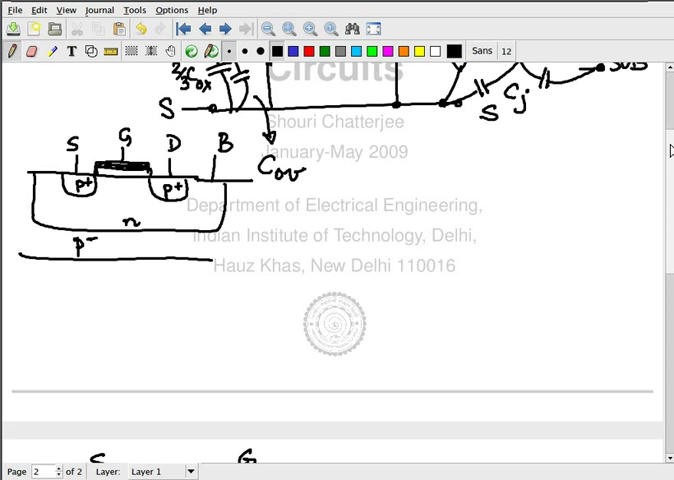 File Edit View Journal Tools Options Help
Sans 12
2/3 Cox
Circuits
SUB
S
S Cj
Shouri Chatterjee
S G D B
January-May 2009
Cov
p+ p+
Department of Electrical Engineering,
n
Indian Institute of Technology, Delhi,
p-
Hauz Khas, New Delhi 110016
S G
Page 2 of 2 Layer: Layer 1